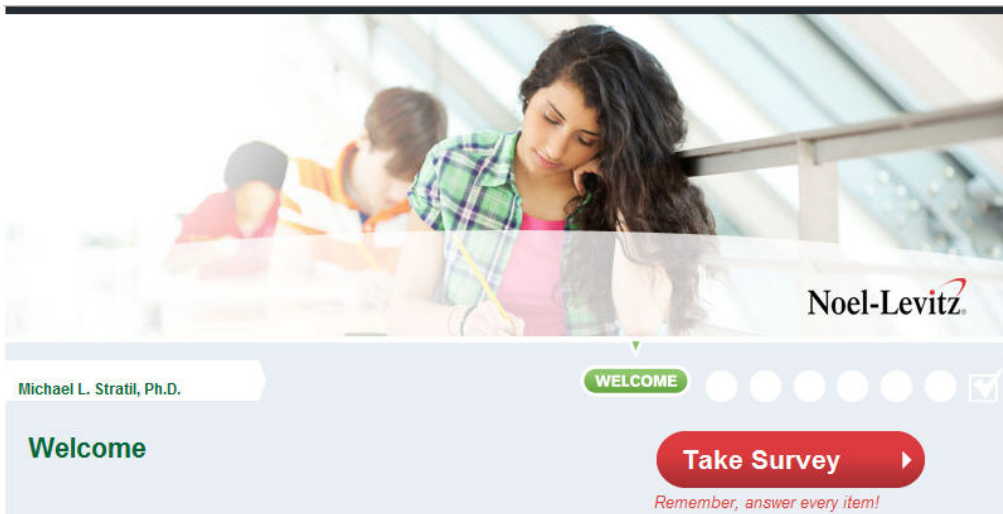 Noel-Levitz®
Michael L. Stratil, Ph.D.
WELCOME
Welcome
Take Survey
Remember, answer every item!